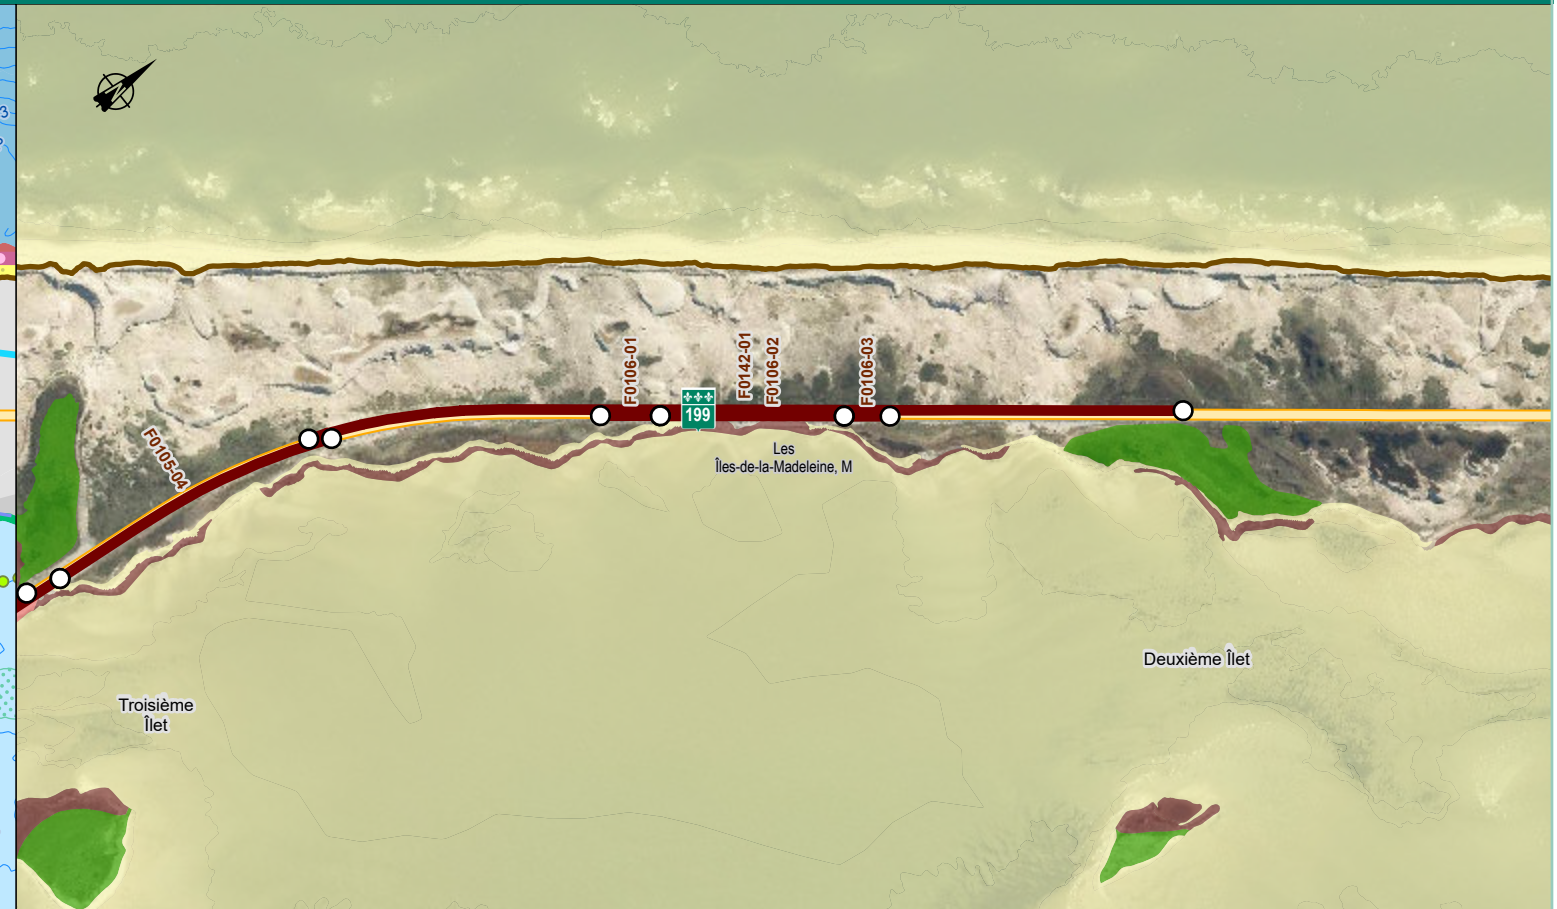 3
F0106-01
F0142-01
F0106-02
F0106-03
199
F0105-04
Les
Îles-de-la-Madeleine, M
Deuxième Îlet
Troisième
Îlet